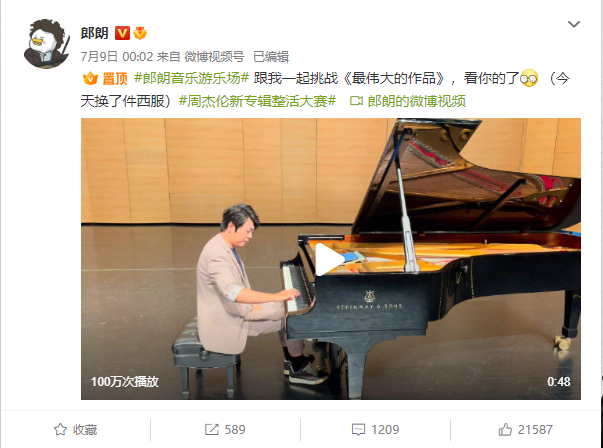 郎朗
7月9日 00:02 来自 微博视频号 已编辑
置顶 #郎朗音乐游乐场# 跟我一起挑战《最伟大的作品》，看你的了 （今
天换了件西服）#周杰伦新专辑整活大赛# 郎朗的微博视频
STEINWAY & SONS
100万次播放
0:48
收藏
589
1209
21587